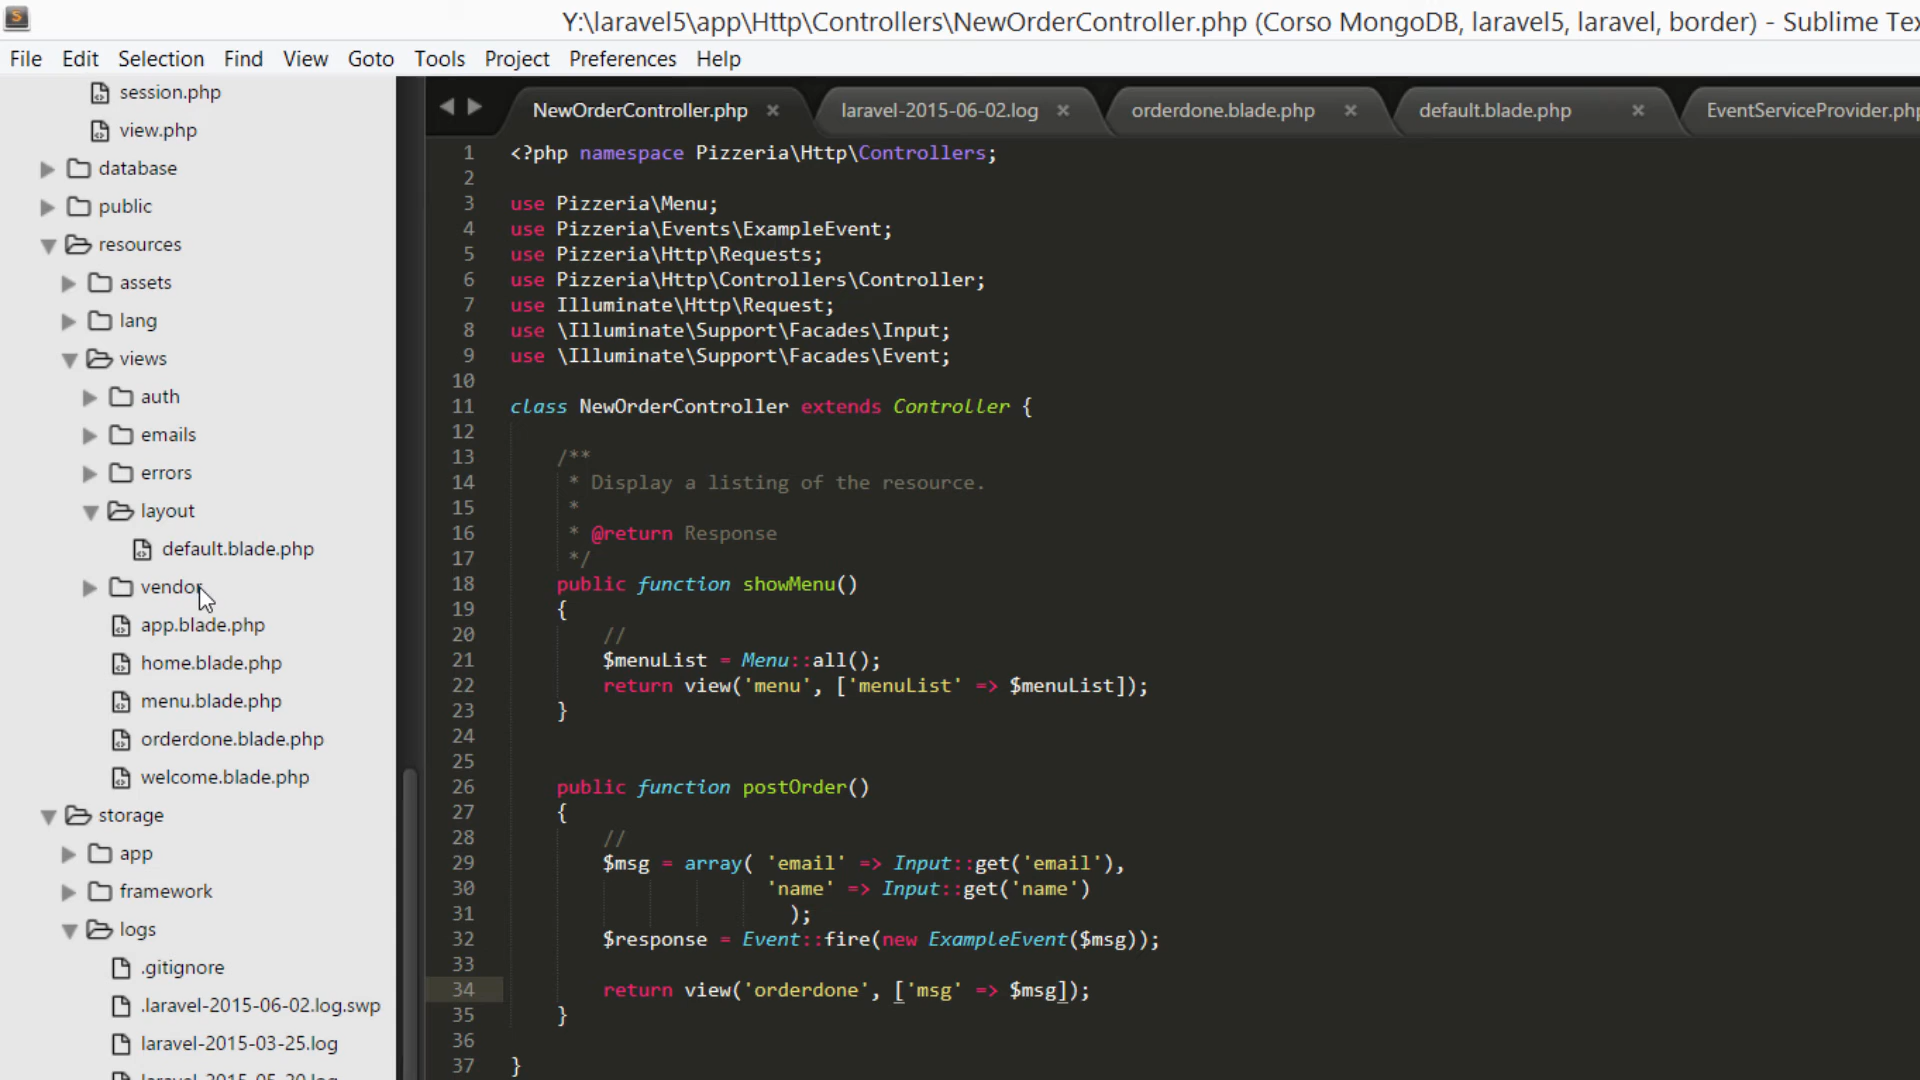 Y:\laravel5\app\Http\Controllers\NewOrderController.php (Corso MongoDB, laravel5, laravel, border) - Sublime Tex
File Edit Selection Find View Goto Tools Project Preferences Help
session.php
view.php
database
public
resources
assets
lang
views
auth
emails
errors
layout
default.blade.php
vendor
app.blade.php
home.blade.php
menu.blade.php
orderdone.blade.php
welcome.blade.php
storage
app
framework
logs
.gitignore
.laravel-2015-06-02.log.swp
laravel-2015-03-25.log
laravel-2015-05-20.log
NewOrderController.php × laravel-2015-06-02.log × orderdone.blade.php × default.blade.php × EventServiceProvider.php
1 <?php namespace Pizzeria\Http\Controllers;
2
3 use Pizzeria\Menu;
4 use Pizzeria\Events\ExampleEvent;
5 use Pizzeria\Http\Requests;
6 use Pizzeria\Http\Controllers\Controller;
7 use Illuminate\Http\Request;
8 use \Illuminate\Support\Facades\Input;
9 use \Illuminate\Support\Facades\Event;
10
11 class NewOrderController extends Controller {
12
13 /**
14 * Display a listing of the resource.
15 *
16 * @return Response
17 */
18 public function showMenu()
19 {
20 //
21 $menuList = Menu::all();
22 return view('menu', ['menuList' => $menuList]);
23 }
24
25
26 public function postOrder()
27 {
28 //
29 $msg = array( 'email' => Input::get('email'),
30 'name' => Input::get('name')
31 );
32 $response = Event::fire(new ExampleEvent($msg));
33
34 return view('orderdone', ['msg' => $msg]);
35 }
36
37 }